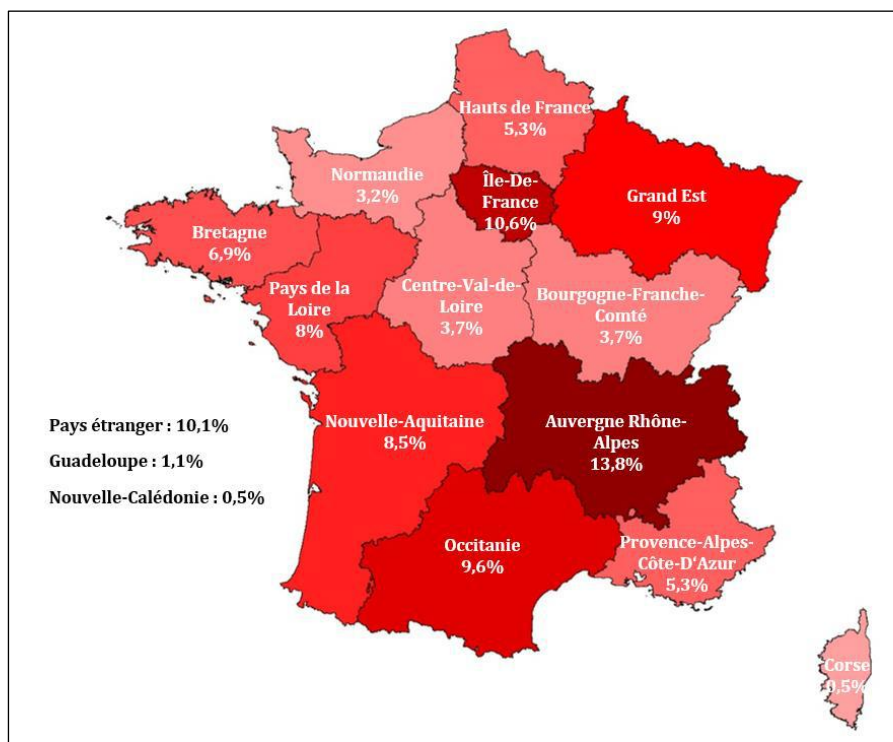 Hauts de France
5,3%
Normandie
3,2%
Île-De-
France
10,6%
Grand Est
9%
Bretagne
6,9%
Pays de la
Loire
8%
Centre-Val-de-
Loire
3,7%
Bourgogne-Franche-
Comté
3,7%
Pays étranger : 10,1%
Guadeloupe : 1,1%
Nouvelle-Calédonie : 0,5%
Nouvelle-Aquitaine
8,5%
Auvergne Rhône-
Alpes
13,8%
Occitanie
9,6%
Provence-Alpes-
Côte-D'Azur
5,3%
Corse
0,5%